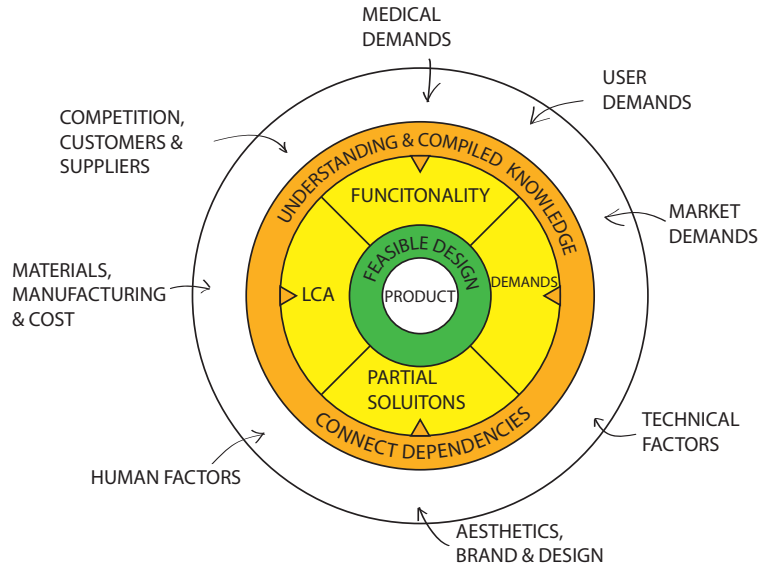 MEDICAL
DEMANDS
USER
DEMANDS
COMPETITION,
CUSTOMERS &
SUPPLIERS
UNDERSTANDING & COMPILED KNOWLEDGE
FUNCITONALITY
MARKET
DEMANDS
FEASIBLE DESIGN
MATERIALS,
MANUFACTURING
& COST
LCA
PRODUCT
DEMANDS
PARTIAL
SOLUITONS
CONNECT DEPENDENCIES
TECHNICAL
FACTORS
HUMAN FACTORS
AESTHETICS,
BRAND & DESIGN